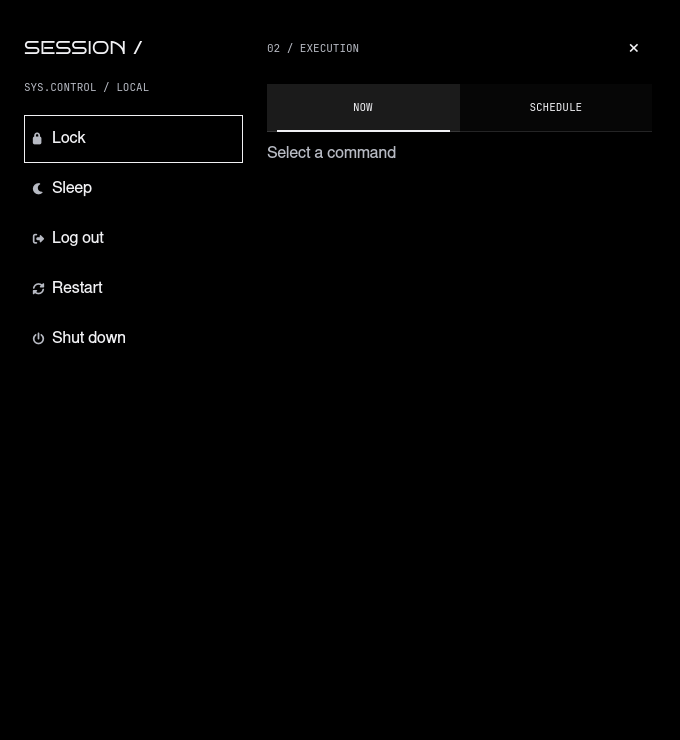 SESSION /
SYS.CONTROL / LOCAL
Lock
Sleep
Log out
Restart
Shut down
02 / EXECUTION
NOW
SCHEDULE
Select a command